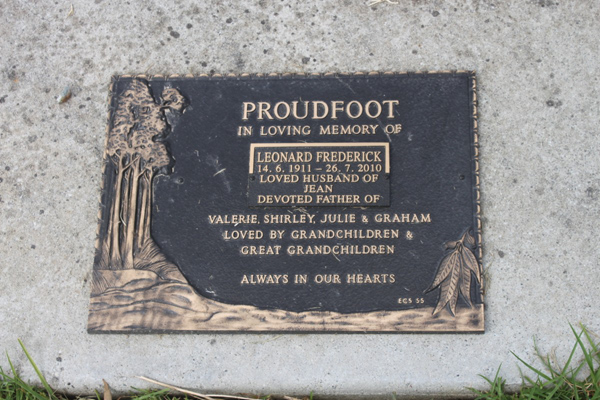 PROUDFOOT
IN LOVING MEMORY OF
LEONARD FREDERICK
14. 6. 1911 – 26. 7. 2010
LOVED HUSBAND OF
JEAN
DEVOTED FATHER OF
VALERIE, SHIRLEY, JULIE & GRAHAM
LOVED BY GRANDCHILDREN &
GREAT GRANDCHILDREN
ALWAYS IN OUR HEARTS
EGS 55